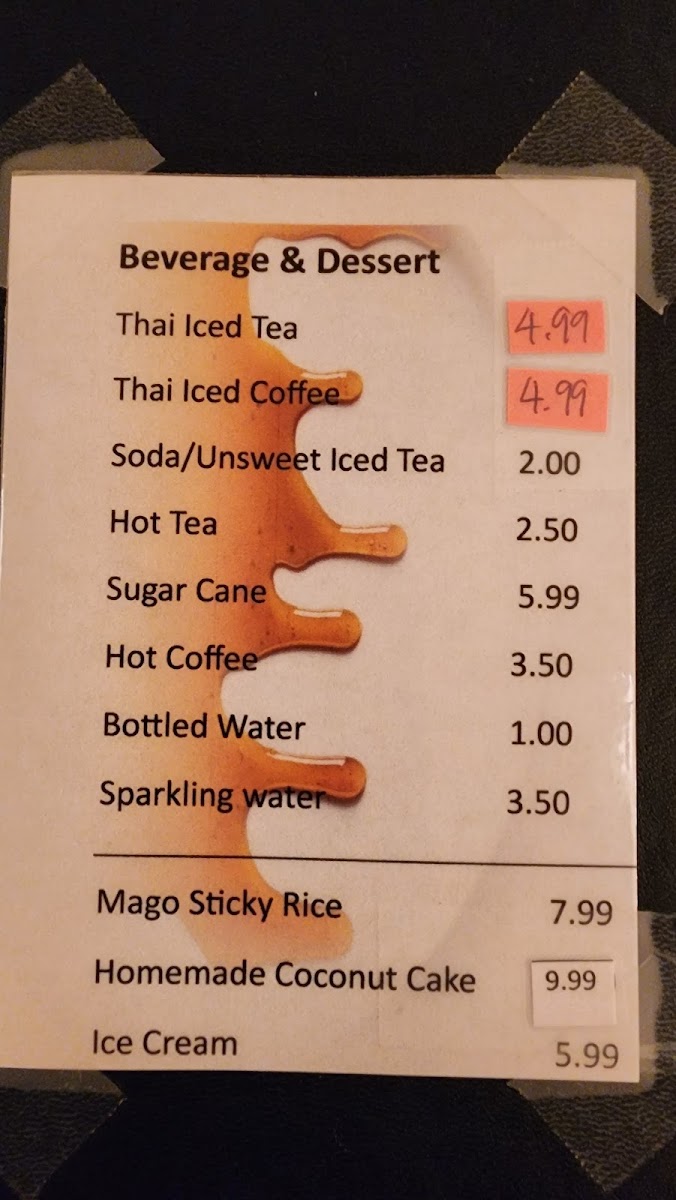 Beverage & Dessert
Thai Iced Tea 4.99
Thai Iced Coffee 4.99
Soda/Unsweet Iced Tea 2.00
Hot Tea 2.50
Sugar Cane 5.99
Hot Coffee 3.50
Bottled Water 1.00
Sparkling water 3.50
Mago Sticky Rice 7.99
Homemade Coconut Cake 9.99
Ice Cream 5.99